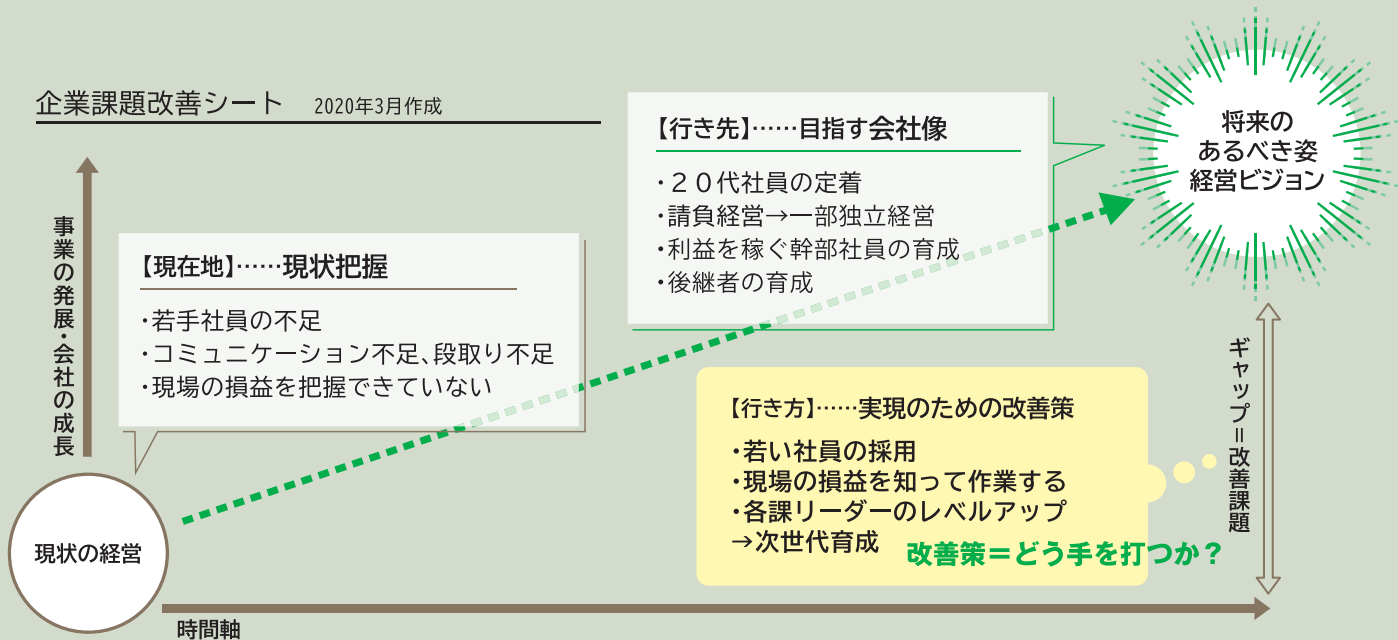 企業課題改善シート 2020年3月作成
事業の発展・会社の成長
【現在地】……現状把握
・若手社員の不足
・コミュニケーション不足、段取り不足
・現場の損益を把握できていない
現状の経営
【行き先】……目指す会社像
・２０代社員の定着
・請負経営→一部独立経営
・利益を稼ぐ幹部社員の育成
・後継者の育成
将来の
あるべき姿
経営ビジョン
【行き方】……実現のための改善策
・若い社員の採用
・現場の損益を知って作業する
・各課リーダーのレベルアップ
→次世代育成
改善策＝どう手を打つか？
ギャップ＝改善課題
時間軸